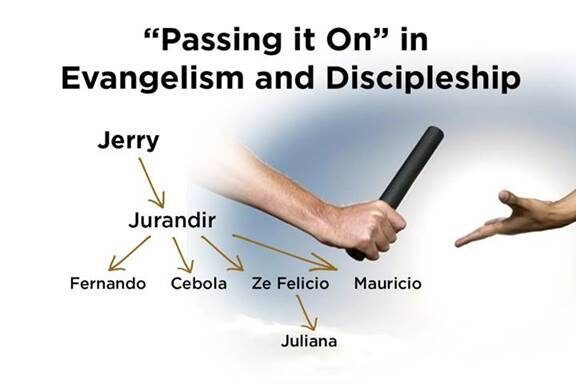 “Passing it On” in
Evangelism and Discipleship
Jerry
Jurandir
Fernando Cebola Ze Felicio Mauricio
Juliana